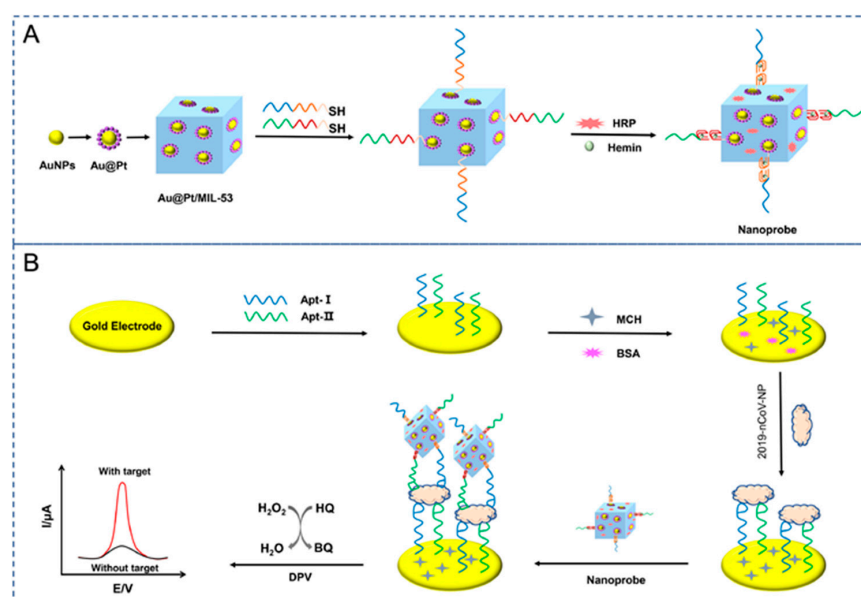 A
SH
SH
HRP
Hemin
AuNPs
Au@Pt
Au@Pt/MIL-53
Nanoprobe
B
Gold Electrode
Apt-I
Apt-II
MCH
BSA
2019-nCoV-NP
With target
Without target
I/μA
E/V
H₂O₂
HQ
H₂O
BQ
DPV
Nanoprobe